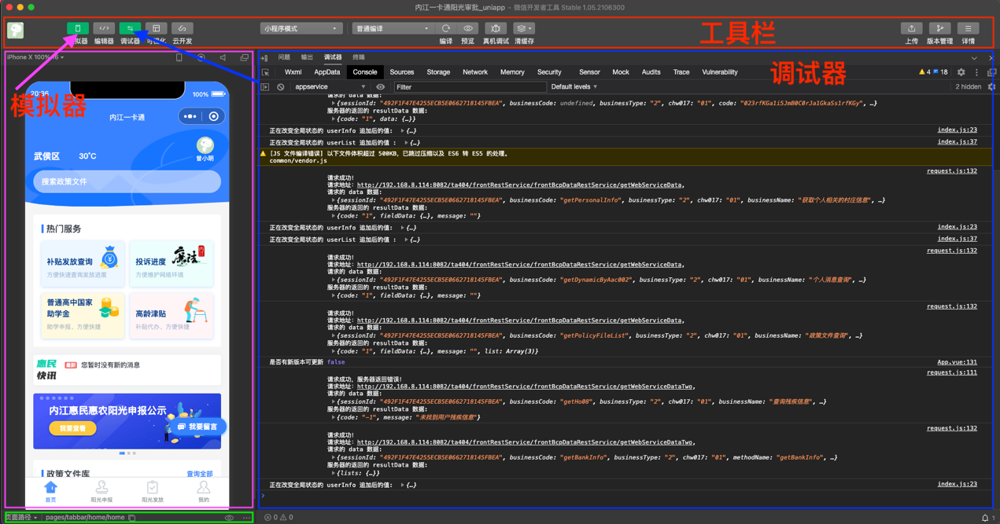 内江一卡通阳光审批_uniapp - 微信开发者工具 Stable 1.05.2106300
模拟器 编辑器 调试器 可视化 云开发
小程序模式 普通编译
编译 预览 真机调试 清缓存
工具栏
上传 版本管理 详情
iPhone X 100% 16
问题 输出 调试器 终端
Wxml AppData Console Sources Storage Network Memory Security Sensor Mock Audits Trace Vulnerability
4 18
appservice Filter Default levels
2 hidden
调试器
模拟器
20:36 100%
内江一卡通
武侯区 30℃
曾小明
搜索政策文件
热门服务
补贴发放查询
方便快速查询发放进度
投诉进度
方便维护网络环境
廉洁
普通高中国家
助学金
助学申报、方便快捷
高龄津贴
补贴代办、方便快捷
惠民
快讯
最新 您暂时没有新的消息
内江惠民惠农阳光申报公示
我要查看
我要留言
政策文件库 查询全部
首页 阳光申报 阳光发放 我的
页面路径 pages/tabbar/home/home
请求的 data 数据:
{sessionId: "492F1F47E4255ECB5E0662718145FBEA", businessCode: undefined, businessType: "2", chw017: "01", code: "023rfKGa1i5JmB0C0rJa1GkaSs1rfKGy", …}
服务器的返回的 resultData 数据:
{code: "1", data: {…}}
正在改变全局状态的 userInfo 追加后的值: {…} index.js:23
正在改变全局状态的 userList 追加后的值 : {…} index.js:37
[JS 文件编译错误] 以下文件体积超过 500KB，已跳过压缩以及 ES6 转 ES5 的处理。
common/vendor.js
request.js:132
请求成功!
请求地址: http://192.168.8.114:8082/ta404/frontRestService/frontBcpDataRestService/getWebServiceData,
请求的 data 数据:
{sessionId: "492F1F47E4255ECB5E0662718145FBEA", businessCode: "getPersonalInfo", businessType: "2", chw017: "01", businessName: "获取个人相关的村庄信息", …}
服务器的返回的 resultData 数据:
{code: "1", fieldData: {…}, message: ""}
正在改变全局状态的 userInfo 追加后的值: {…} index.js:23
正在改变全局状态的 userList 追加后的值 : {…} index.js:37
request.js:132
请求成功!
请求地址: http://192.168.8.114:8082/ta404/frontRestService/frontBcpDataRestService/getWebServiceData,
请求的 data 数据:
{sessionId: "492F1F47E4255ECB5E0662718145FBEA", businessCode: "getDynamicByAac002", businessType: "2", chw017: "01", businessName: "个人消息查询", …}
服务器的返回的 resultData 数据:
{code: "1", fieldData: {…}, message: ""}
request.js:132
请求成功!
请求地址: http://192.168.8.114:8082/ta404/frontRestService/frontBcpDataRestService/getWebServiceData,
请求的 data 数据:
{sessionId: "492F1F47E4255ECB5E0662718145FBEA", businessCode: "getPolicyFileList", businessType: "2", chw017: "01", businessName: "政策文件查询", …}
服务器的返回的 resultData 数据:
{code: "1", fieldData: {…}, message: "", list: Array(3)}
是否有新版本可更新 false App.vue:131
request.js:111
请求成功，服务器返回错误!
请求地址: http://192.168.8.114:8082/ta404/frontRestService/frontBcpDataRestService/getWebServiceDataTwo,
请求的 data 数据:
{sessionId: "492F1F47E4255ECB5E0662718145FBEA", businessCode: "getHo08", businessType: "2", chw017: "01", businessName: "查询残疾信息", …}
服务器的返回的 resultData 数据:
{code: "-1", message: "未找到用户残疾信息"}
request.js:132
请求成功!
请求地址: http://192.168.8.114:8082/ta404/frontRestService/frontBcpDataRestService/getWebServiceDataTwo,
请求的 data 数据:
{sessionId: "492F1F47E4255ECB5E0662718145FBEA", businessCode: "getBankInfo", businessType: "2", chw017: "01", methodName: "getBankInfo", …}
服务器的返回的 resultData 数据:
{lists: {…}}
正在改变全局状态的 userInfo 追加后的值: {…} index.js:23
0 0
1